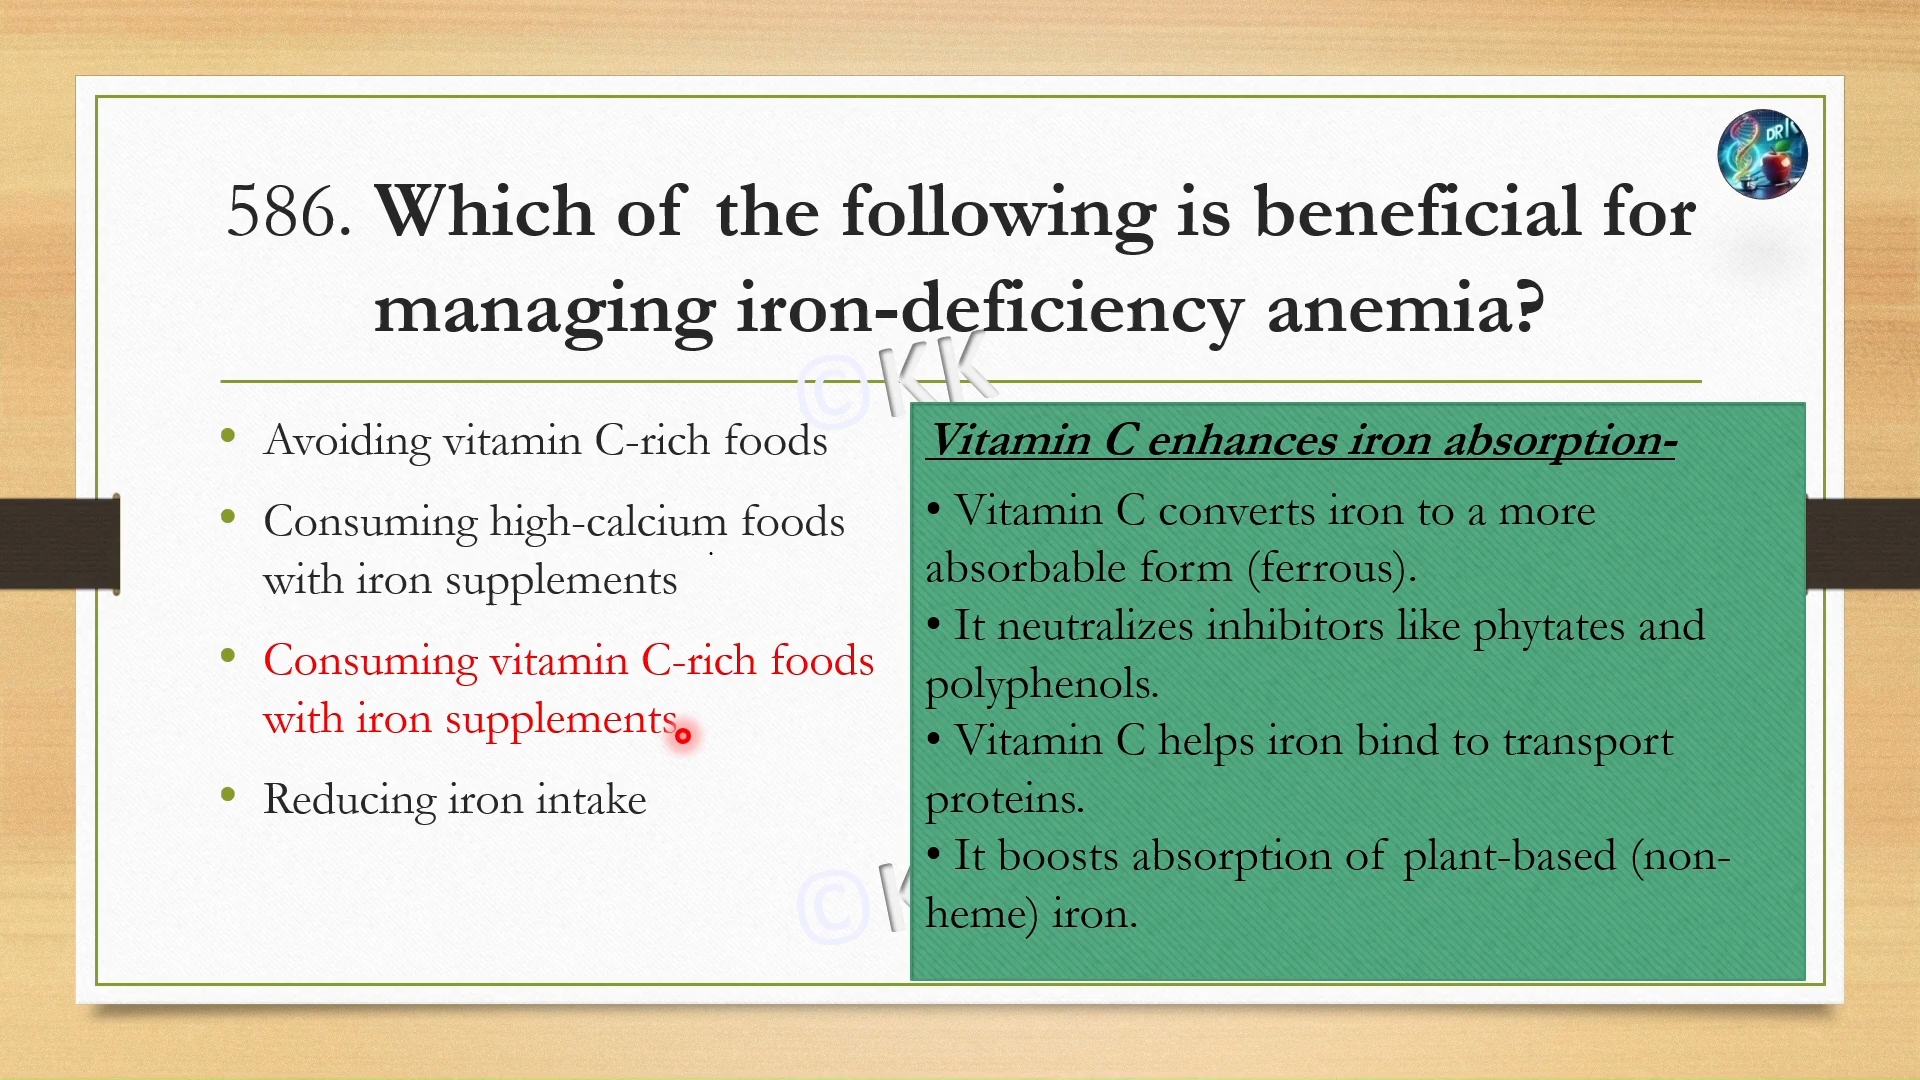 586. Which of the following is beneficial for
managing iron-deficiency anemia?
©KK
• Avoiding vitamin C-rich foods
• Consuming high-calcium foods
with iron supplements
• Consuming vitamin C-rich foods
with iron supplements
• Reducing iron intake
Vitamin C enhances iron absorption-
• Vitamin C converts iron to a more
absorbable form (ferrous).
• It neutralizes inhibitors like phytates and
polyphenols.
• Vitamin C helps iron bind to transport
proteins.
• It boosts absorption of plant-based (non-
heme) iron.
©K
DR